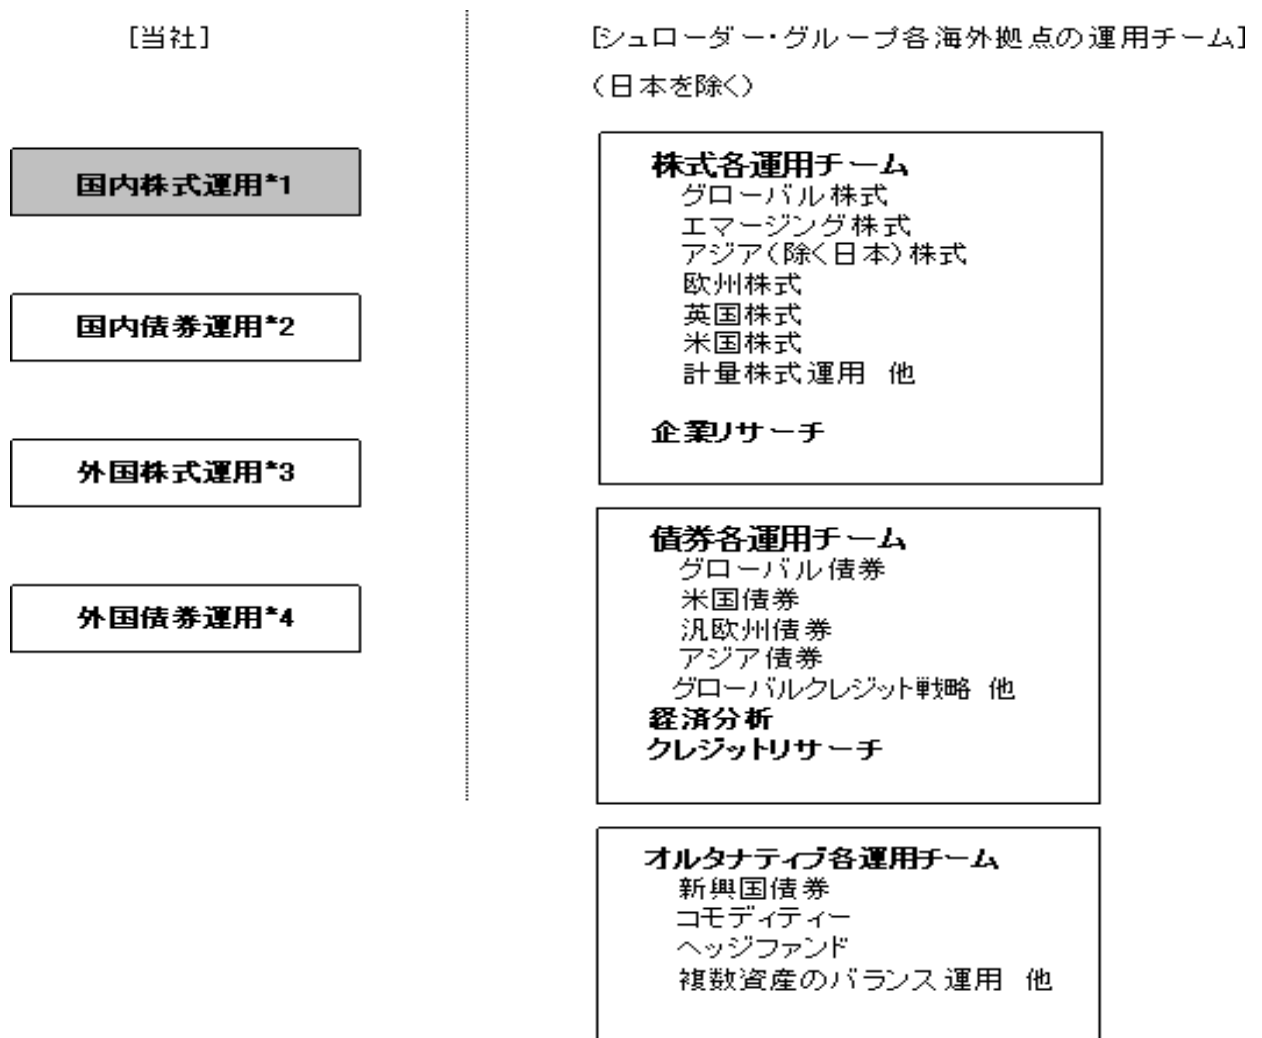 [当社]
国内株式運用*1
国内債券運用*2
外国株式運用*3
外国債券運用*4
[シュローダー・グループ各海外拠点の運用チーム]
（日本を除く）
株式各運用チーム
グローバル株式
エマージング株式
アジア（除く日本）株式
欧州株式
英国株式
米国株式
計量株式運用 他
企業リサーチ
債券各運用チーム
グローバル債券
米国債券
汎欧州債券
アジア債券
グローバルクレジット戦略 他
経済分析
クレジットリサーチ
オルタナティブ各運用チーム
新興国債券
コモディティー
ヘッジファンド
複数資産のバランス運用 他